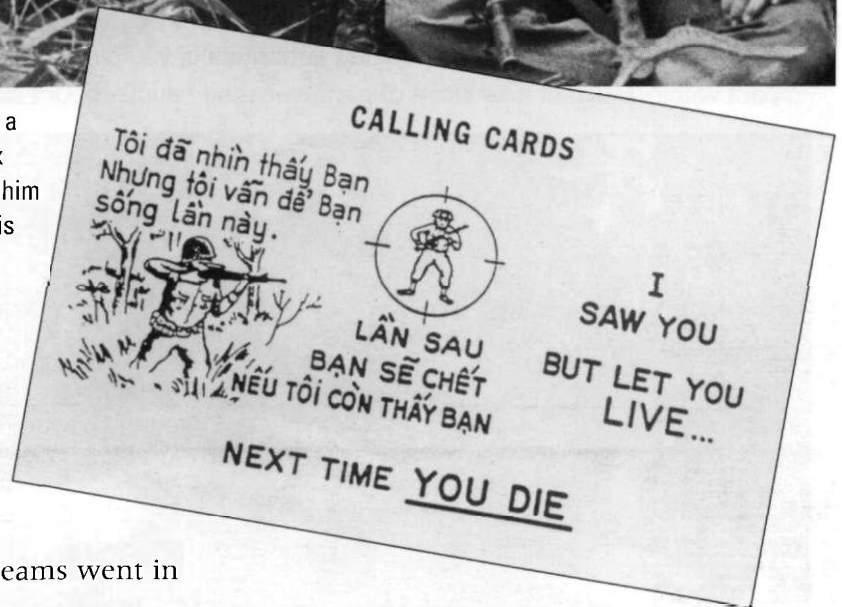 a
him
is
CALLING CARDS
Tôi đã nhìn thấy Bạn
Nhưng tôi vẫn để Bạn
sống lần này.
LẦN SAU
BẠN SẼ CHẾT
NẾU TÔI CÒN THẤY BẠN
I
SAW YOU
BUT LET YOU
LIVE...
NEXT TIME YOU DIE
eams went in